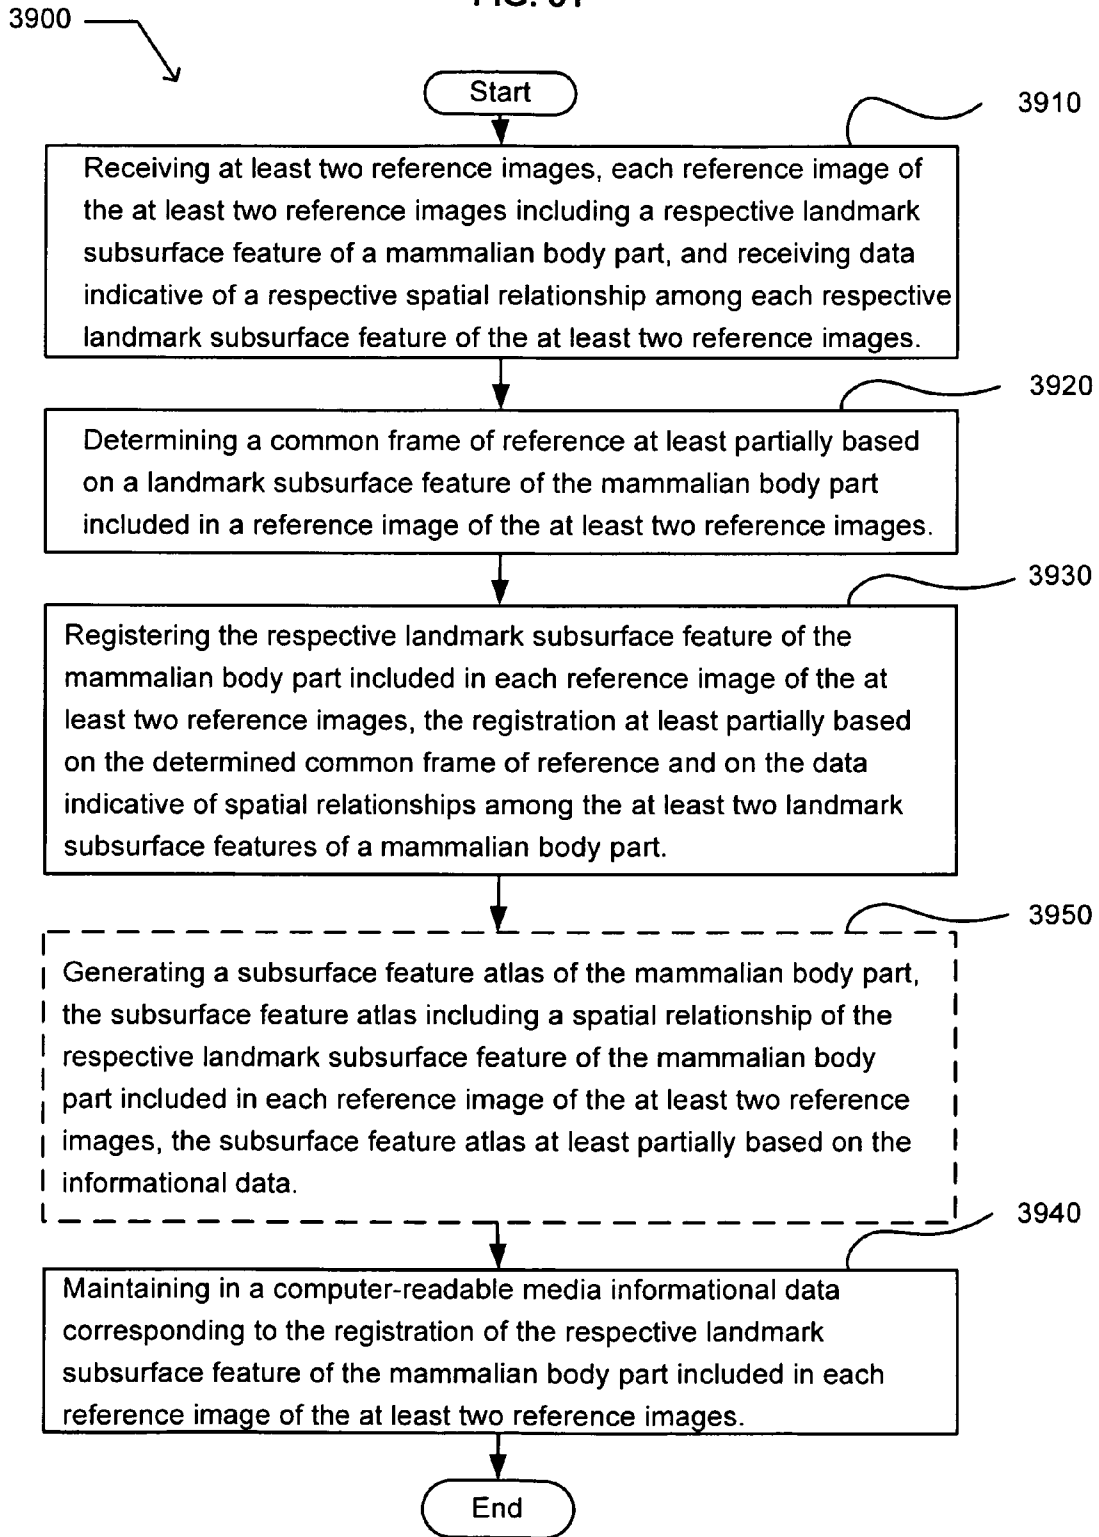 3900
Start
3910
Receiving at least two reference images, each reference image of
the at least two reference images including a respective landmark
subsurface feature of a mammalian body part, and receiving data
indicative of a respective spatial relationship among each respective
landmark subsurface feature of the at least two reference images.
3920
Determining a common frame of reference at least partially based
on a landmark subsurface feature of the mammalian body part
included in a reference image of the at least two reference images.
3930
Registering the respective landmark subsurface feature of the
mammalian body part included in each reference image of the at
least two reference images, the registration at least partially based
on the determined common frame of reference and on the data
indicative of spatial relationships among the at least two landmark
subsurface features of a mammalian body part.
3950
Generating a subsurface feature atlas of the mammalian body part,
the subsurface feature atlas including a spatial relationship of the
respective landmark subsurface feature of the mammalian body
part included in each reference image of the at least two reference
images, the subsurface feature atlas at least partially based on the
informational data.
3940
Maintaining in a computer-readable media informational data
corresponding to the registration of the respective landmark
subsurface feature of the mammalian body part included in each
reference image of the at least two reference images.
End